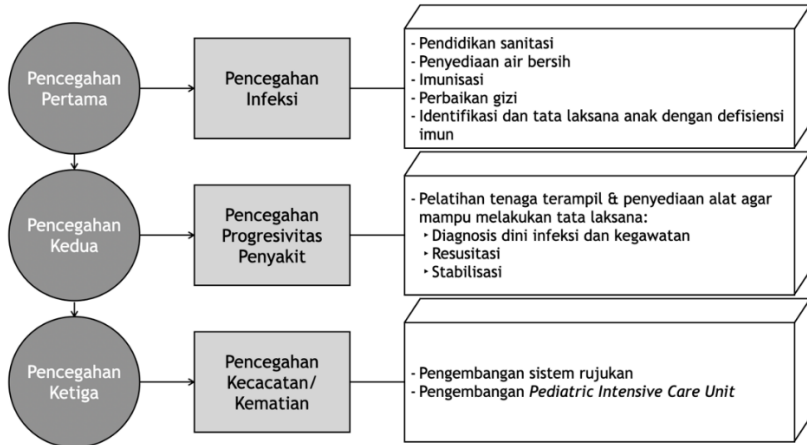 Pencegahan
Pertama
Pencegahan
Infeksi
- Pendidikan sanitasi
- Penyediaan air bersih
- Imunisasi
- Perbaikan gizi
- Identifikasi dan tata laksana anak dengan defisiensi
imun
Pencegahan
Kedua
Pencegahan
Progresivitas
Penyakit
- Pelatihan tenaga terampil & penyediaan alat agar
mampu melakukan tata laksana:
‣ Diagnosis dini infeksi dan kegawatan
‣ Resusitasi
‣ Stabilisasi
Pencegahan
Ketiga
Pencegahan
Kecacatan/
Kematian
- Pengembangan sistem rujukan
- Pengembangan Pediatric Intensive Care Unit